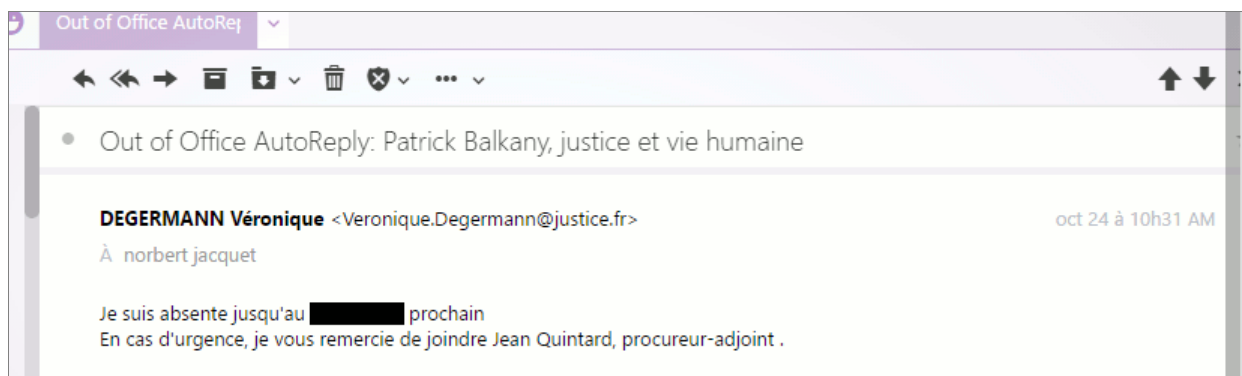 Out of Office AutoRe
Out of Office AutoReply: Patrick Balkany, justice et vie humaine
DEGERMANN Véronique <Veronique.Degermann@justice.fr>
oct 24 à 10h31 AM
À norbert jacquet
Je suis absente jusqu'au prochain
En cas d'urgence, je vous remercie de joindre Jean Quintard, procureur-adjoint .